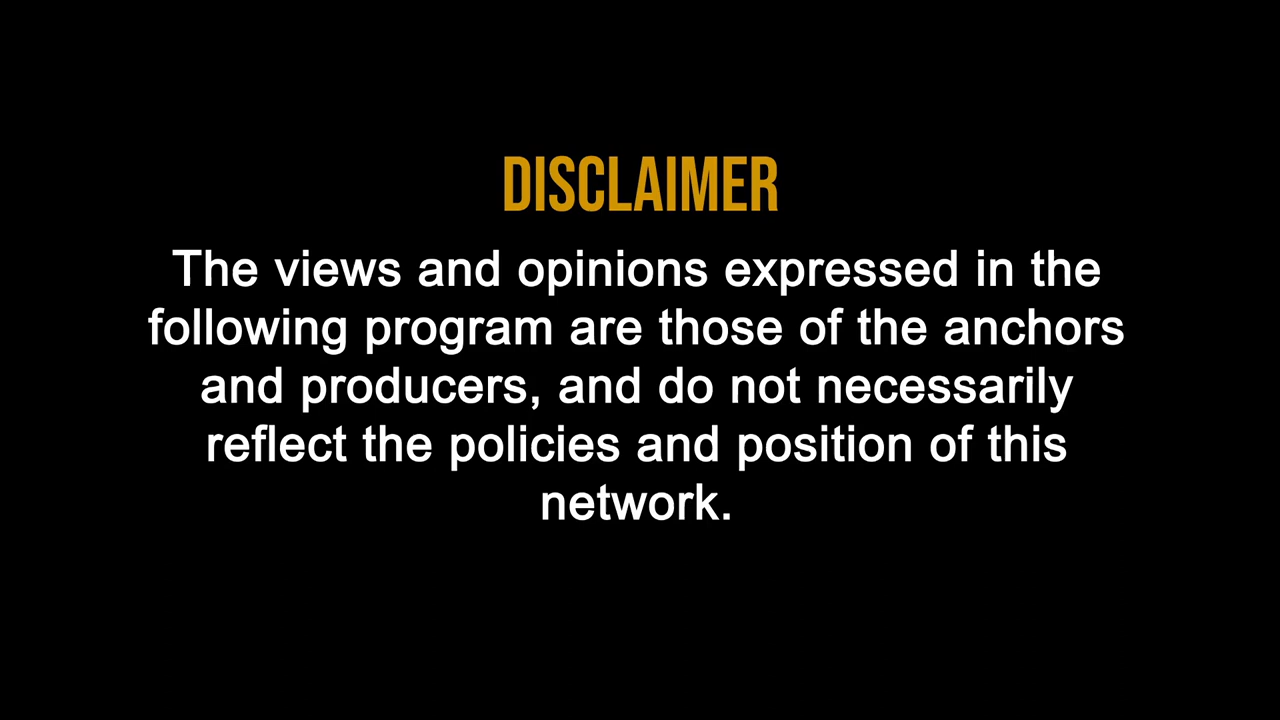 DISCLAIMER
The views and opinions expressed in the
following program are those of the anchors
and producers, and do not necessarily
reflect the policies and position of this
network.